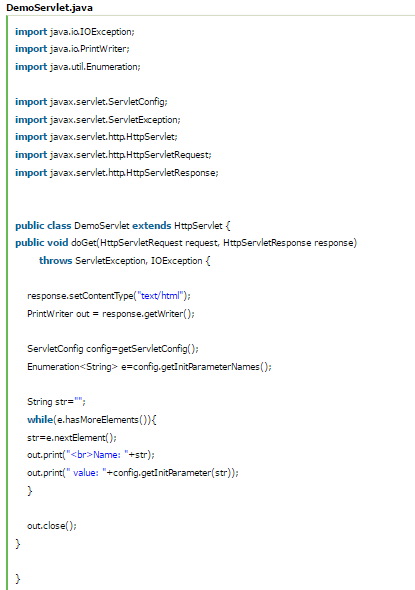 DemoServlet.java
import java.io.IOException;
import java.io.PrintWriter;
import java.util.Enumeration;
import javax.servlet.ServletConfig;
import javax.servlet.ServletException;
import javax.servlet.http.HttpServlet;
import javax.servlet.http.HttpServletRequest;
import javax.servlet.http.HttpServletResponse;
public class DemoServlet extends HttpServlet {
public void doGet(HttpServletRequest request, HttpServletResponse response)
throws ServletException, IOException {
response.setContentType("text/html");
PrintWriter out = response.getWriter();
ServletConfig config=getServletConfig();
Enumeration<String> e=config.getInitParameterNames();
String str="";
while(e.hasMoreElements()){
str=e.nextElement();
out.print("<br>Name: "+str);
out.print(" value: "+config.getInitParameter(str));
}
out.close();
}
}